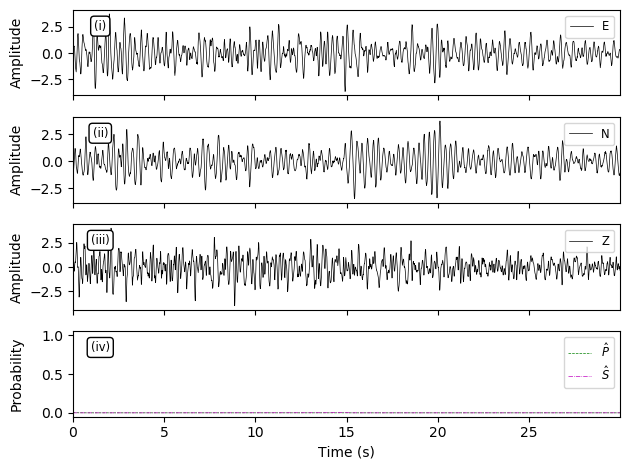 (i)
E
Amplitude
2.5
0.0
−2.5
(ii)
N
Amplitude
2.5
0.0
−2.5
(iii)
Z
Amplitude
2.5
0.0
−2.5
(iv)
P̂
Ŝ
Probability
1.0
0.5
0.0
0 5 10 15 20 25
Time (s)